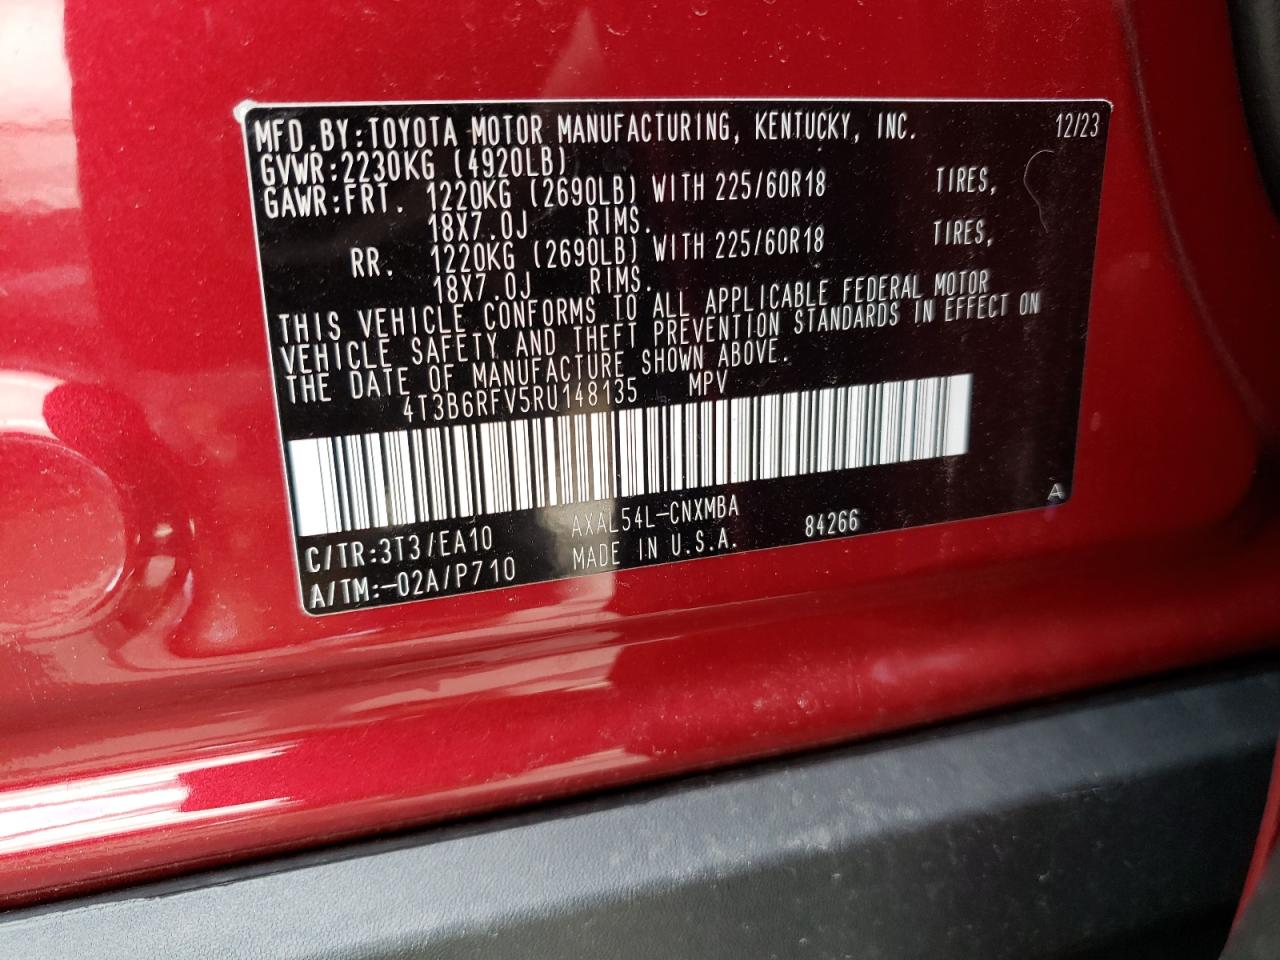 MFD.BY:TOYOTA MOTOR MANUFACTURING, KENTUCKY, INC. 12/23
GVWR:2230KG (4920LB)
GAWR:FRT. 1220KG (2690LB) WITH 225/60R18 TIRES,
18X7.0J RIMS.
RR. 1220KG (2690LB) WITH 225/60R18 TIRES,
18X7.0J RIMS.
THIS VEHICLE CONFORMS TO ALL APPLICABLE FEDERAL MOTOR
VEHICLE SAFETY AND THEFT PREVENTION STANDARDS IN EFFECT ON
THE DATE OF MANUFACTURE SHOWN ABOVE.
4T3B6RFV5RU148135 MPV
C/TR:3T3/EA10 AXAL54L-CNXMBA A
A/TM:-02A/P710 MADE IN U.S.A. 84266